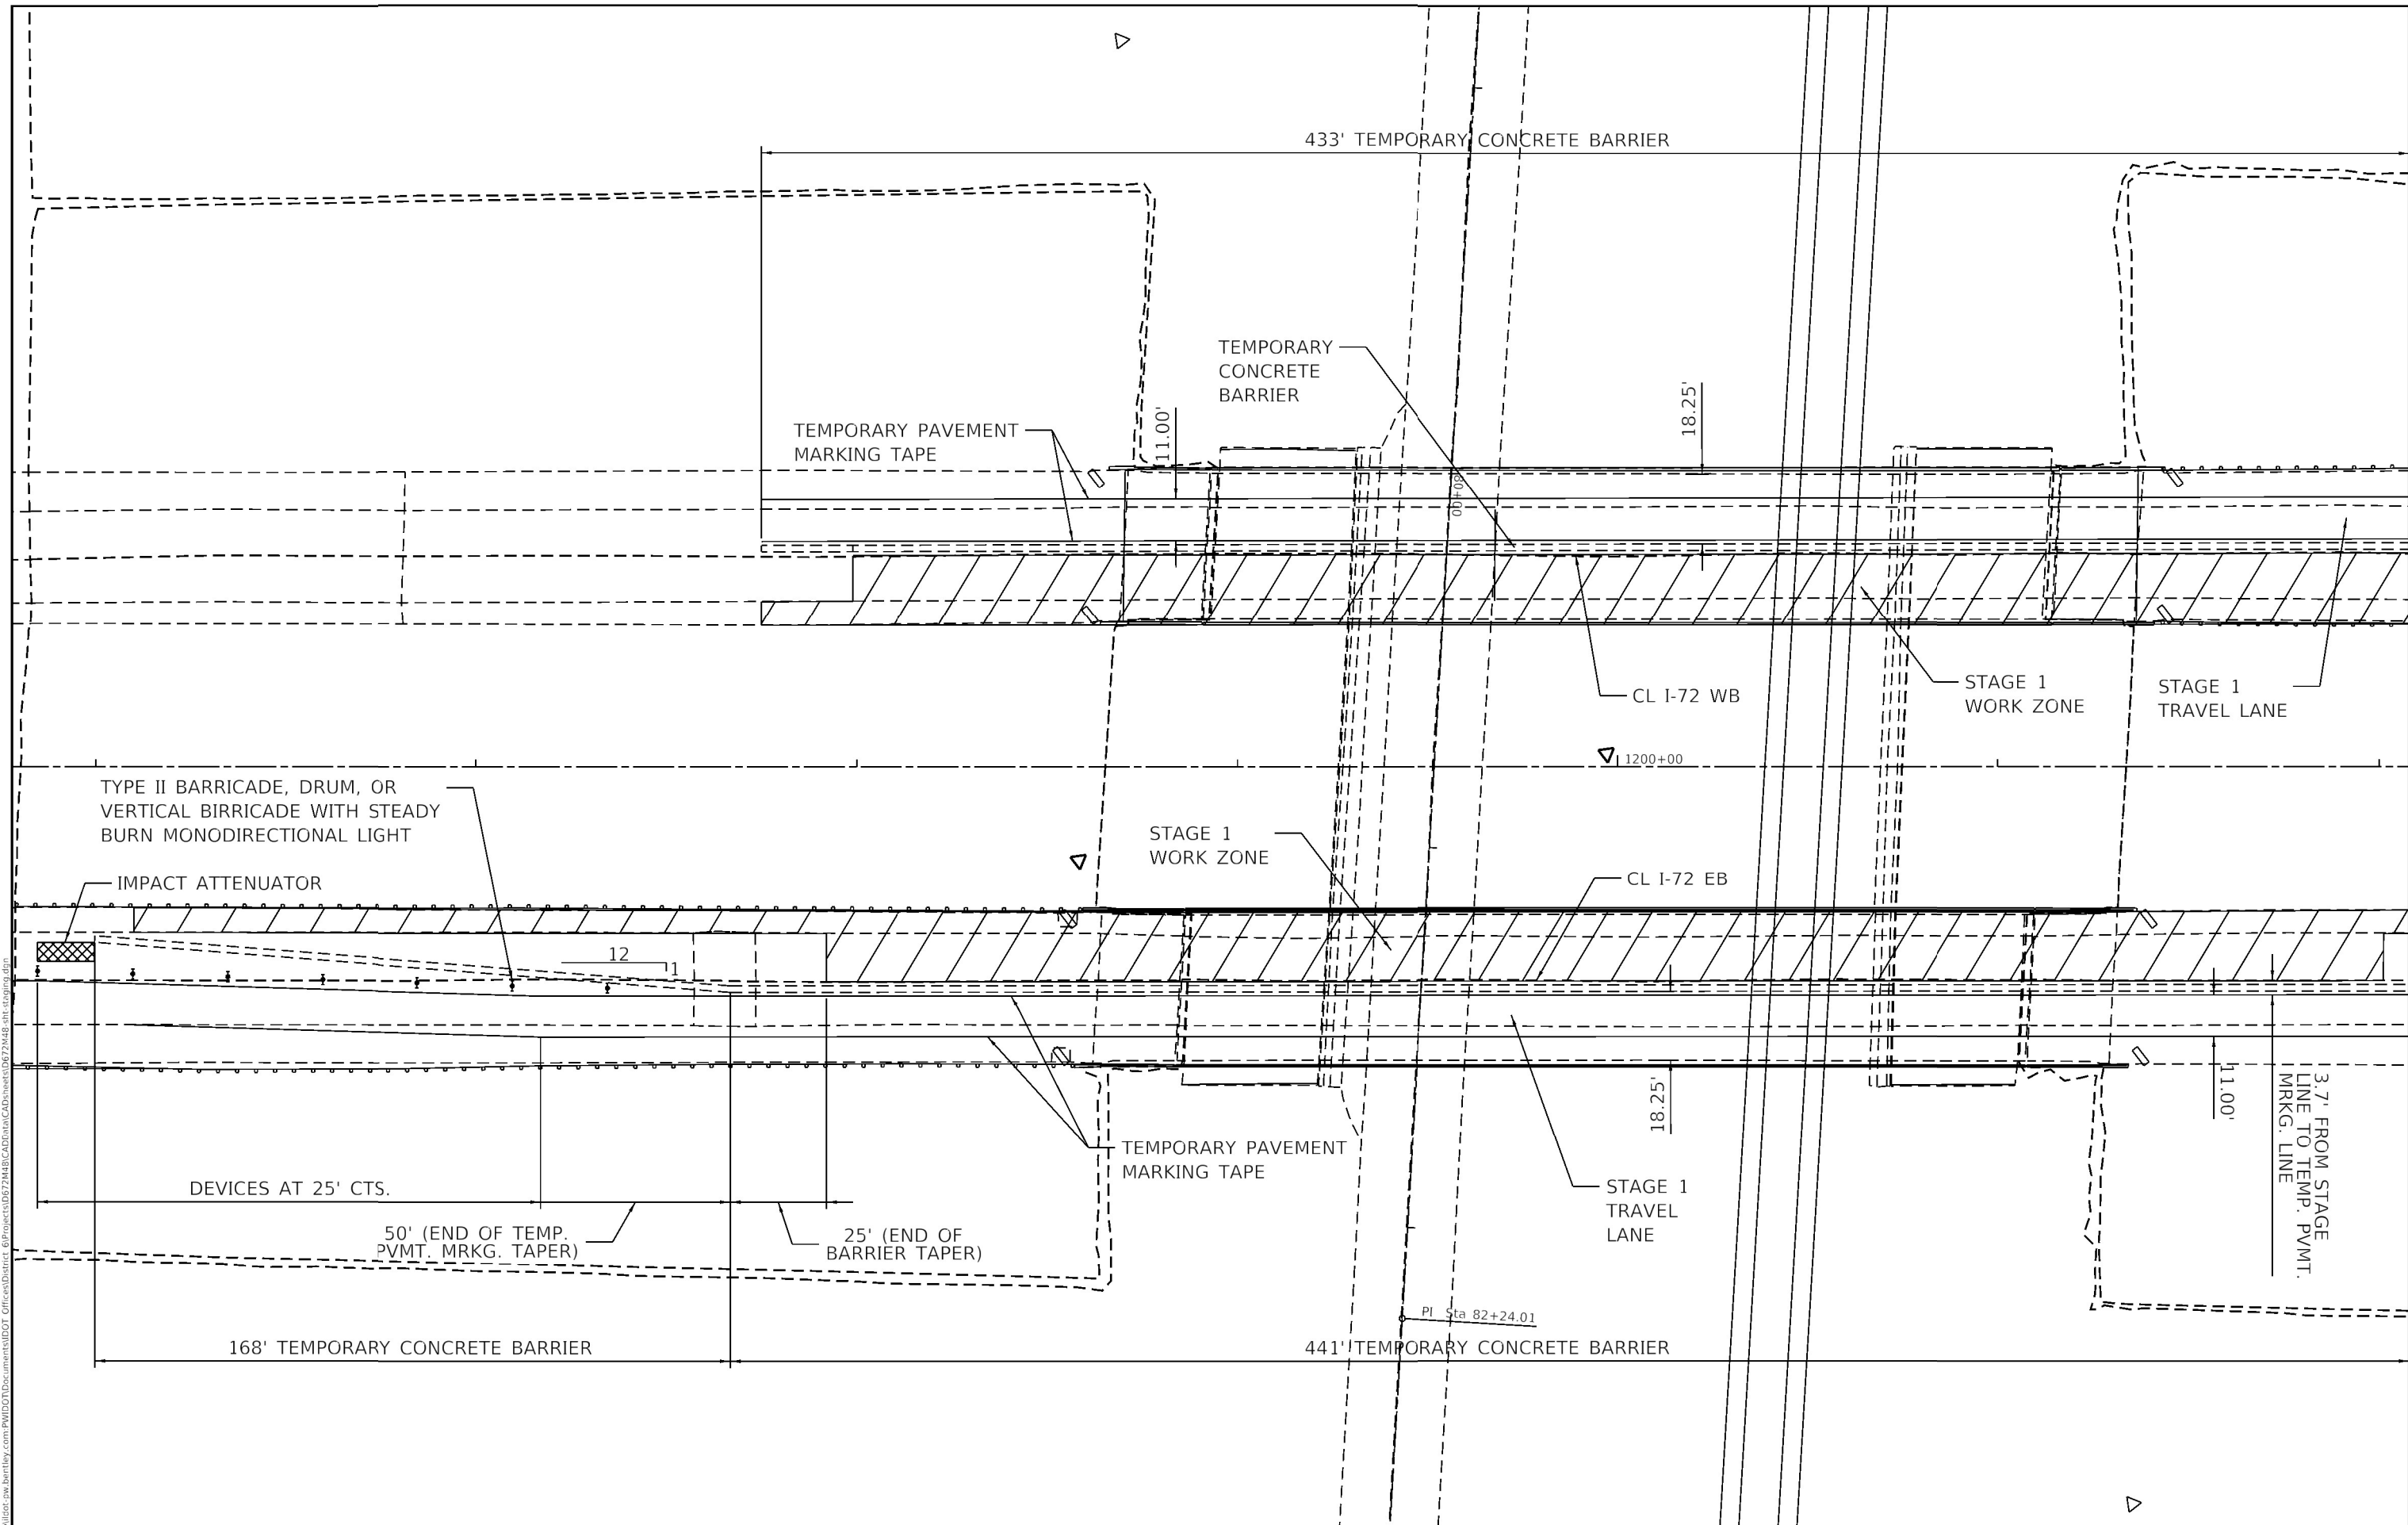 433' TEMPORARY CONCRETE BARRIER
TEMPORARY
CONCRETE
BARRIER
18.25'
TEMPORARY PAVEMENT
MARKING TAPE
11.00'
80+00
CL I-72 WB
STAGE 1
WORK ZONE
STAGE 1
TRAVEL LANE
1200+00
TYPE II BARRICADE, DRUM, OR
VERTICAL BIRRICADE WITH STEADY
BURN MONODIRECTIONAL LIGHT
STAGE 1
WORK ZONE
IMPACT ATTENUATOR
CL I-72 EB
12
1
18.25'
11.00'
3.7' FROM STAGE
LINE TO TEMP. PVMT.
MRKG. LINE
TEMPORARY PAVEMENT
MARKING TAPE
DEVICES AT 25' CTS.
STAGE 1
TRAVEL
LANE
50' (END OF TEMP.
PVMT. MRKG. TAPER)
25' (END OF
BARRIER TAPER)
PI Sta 82+24.01
168' TEMPORARY CONCRETE BARRIER
441' TEMPORARY CONCRETE BARRIER